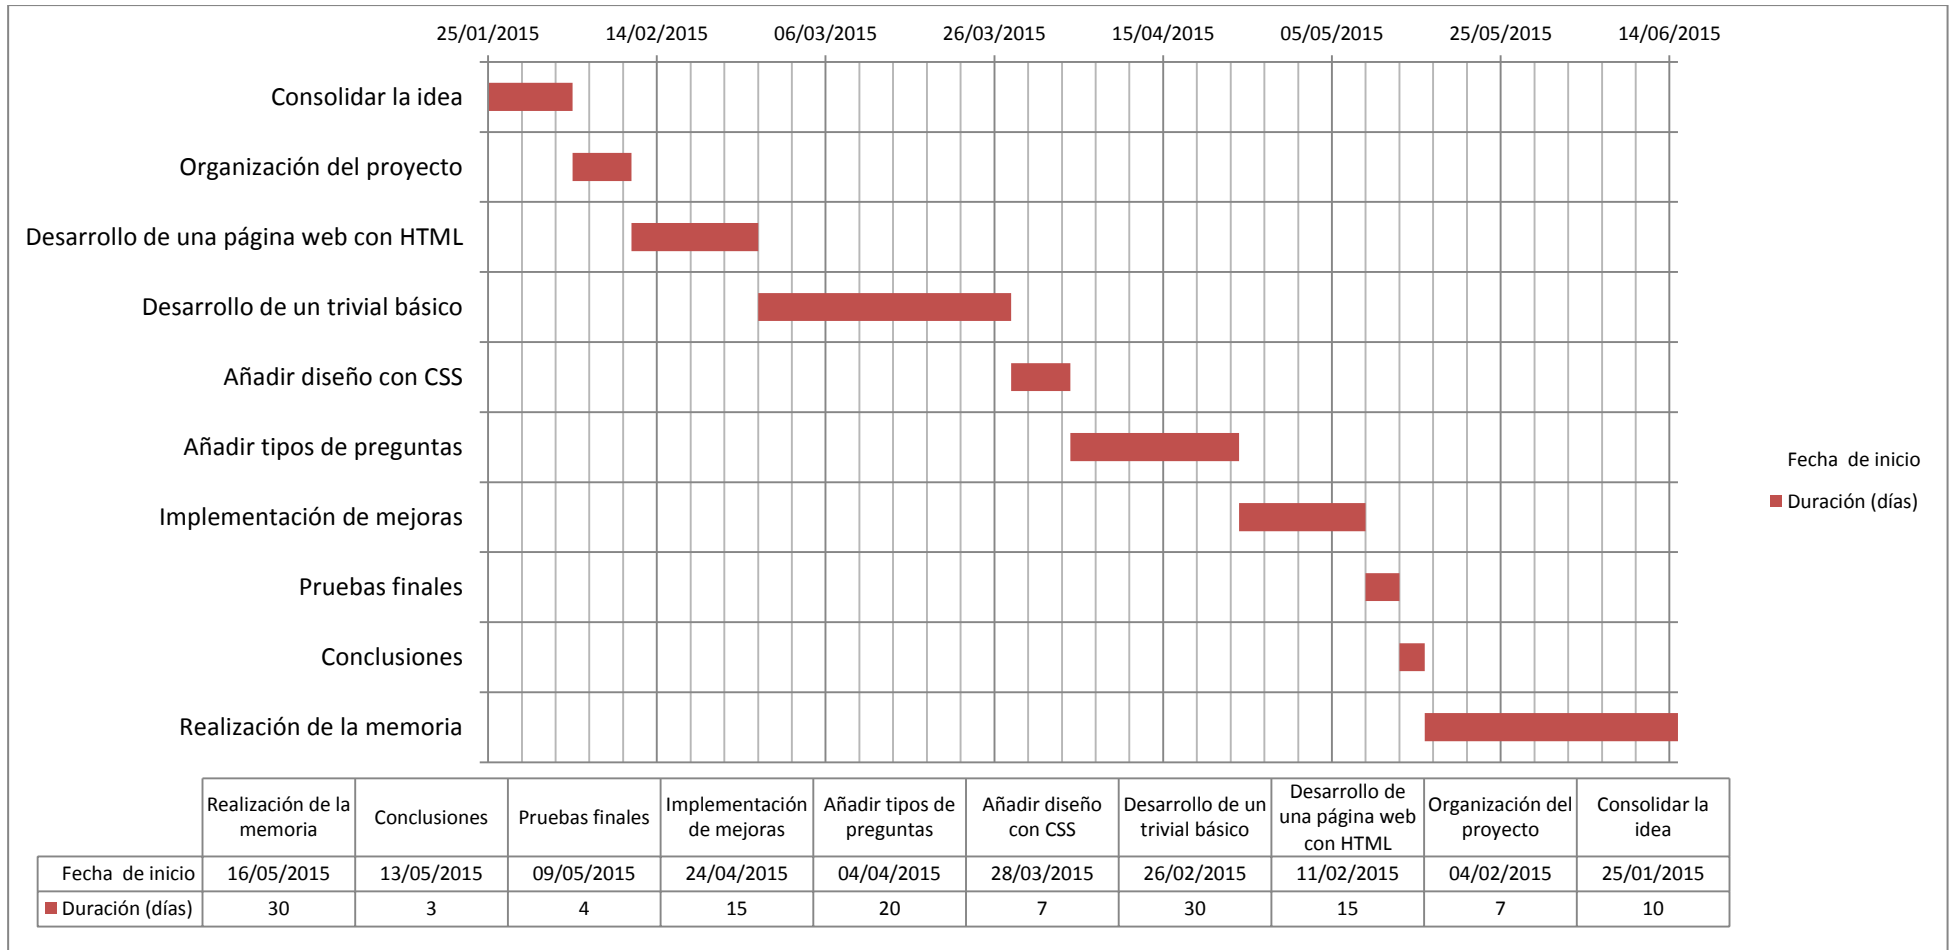 25/01/2015 14/02/2015 06/03/2015 26/03/2015 15/04/2015 05/05/2015 25/05/2015 14/06/2015
Consolidar la idea
Organización del proyecto
Desarrollo de una página web con HTML
Desarrollo de un trivial básico
Añadir diseño con CSS
Añadir tipos de preguntas
Implementación de mejoras
Pruebas finales
Conclusiones
Realización de la memoria
Fecha de inicio
Duración (días)
Realización de la
memoria
Conclusiones
Pruebas finales
Implementación
de mejoras
Añadir tipos de
preguntas
Añadir diseño
con CSS
Desarrollo de un
trivial básico
Desarrollo de
una página web
con HTML
Organización del
proyecto
Consolidar la
idea
Fecha de inicio 16/05/2015 13/05/2015 09/05/2015 24/04/2015 04/04/2015 28/03/2015 26/02/2015 11/02/2015 04/02/2015 25/01/2015
Duración (días) 30 3 4 15 20 7 30 15 7 10